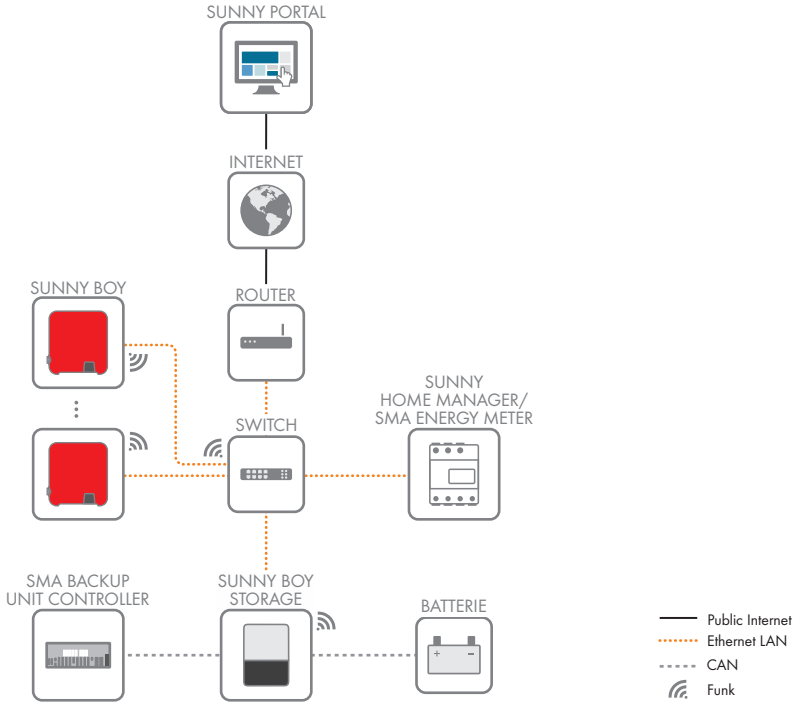 SUNNY PORTAL
INTERNET
SUNNY BOY
ROUTER
SUNNY
HOME MANAGER/
SMA ENERGY METER
SWITCH
SMA BACKUP
UNIT CONTROLLER
SUNNY BOY
STORAGE
BATTERIE
Public Internet
Ethernet LAN
CAN
Funk